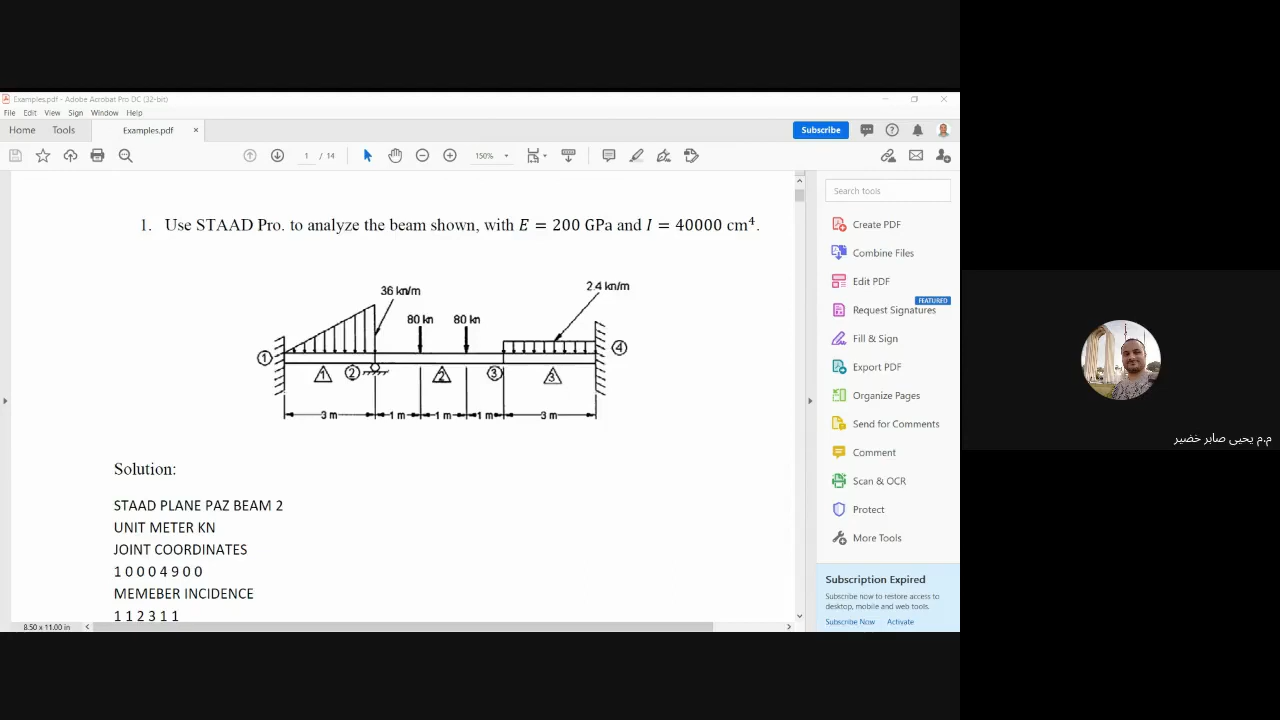 Examples.pdf - Adobe Acrobat Pro DC (32-bit)
File Edit View Sign Window Help
Home Tools Examples.pdf × Subscribe
1 / 14 150%
Search tools
1. Use STAAD Pro. to analyze the beam shown, with E = 200 GPa and I = 40000 cm⁴.
Create PDF
Combine Files
Edit PDF
FEATURED
Request Signatures
Fill & Sign
Export PDF
Organize Pages
Send for Comments
Comment
Scan & OCR
Protect
More Tools
36 kn/m 2.4 kn/m
80 kn 80 kn
1 4
1 2 2 3 3
3 m 1 m 1 m 1 m 3 m
م.م يحيى صابر خضير
Solution:
STAAD PLANE PAZ BEAM 2
UNIT METER KN
JOINT COORDINATES
1 0 0 0 4 9 0 0
MEMEBER INCIDENCE
1 1 2 3 1 1
Subscription Expired
Subscribe now to restore access to
desktop, mobile and web tools.
Subscribe Now Activate
8.50 x 11.00 in